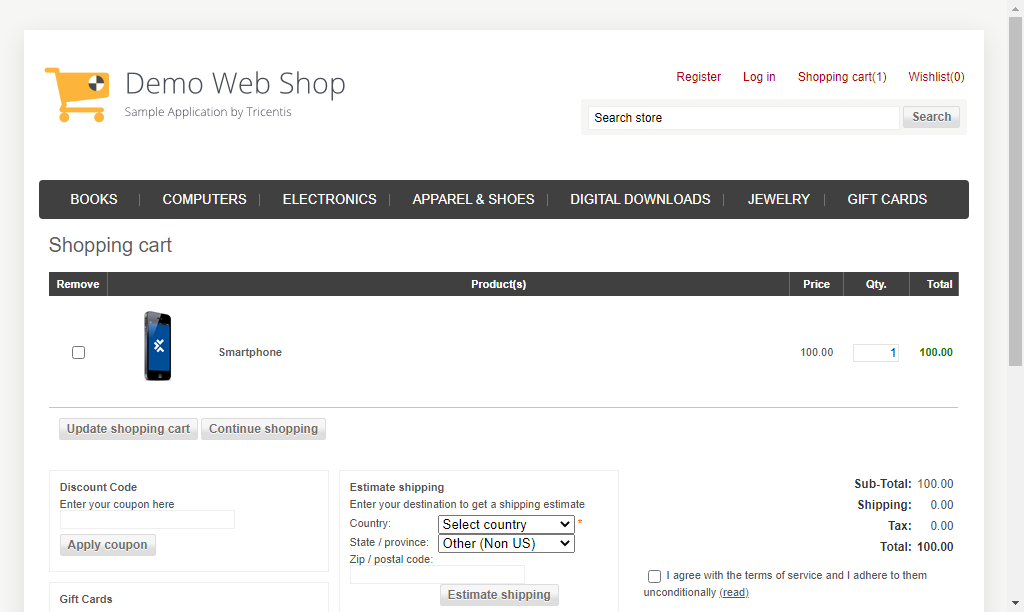 Demo Web Shop
Sample Application by Tricentis
Register Log in Shopping cart(1) Wishlist(0)
Search store Search
BOOKS COMPUTERS ELECTRONICS APPAREL & SHOES DIGITAL DOWNLOADS JEWELRY GIFT CARDS
Shopping cart
Remove Product(s) Price Qty. Total
Smartphone 100.00 1 100.00
Update shopping cart Continue shopping
Discount Code
Enter your coupon here
Apply coupon
Gift Cards
Estimate shipping
Enter your destination to get a shipping estimate
Country: Select country *
State / province: Other (Non US)
Zip / postal code:
Estimate shipping
Sub-Total: 100.00
Shipping: 0.00
Tax: 0.00
Total: 100.00
I agree with the terms of service and I adhere to them
unconditionally (read)